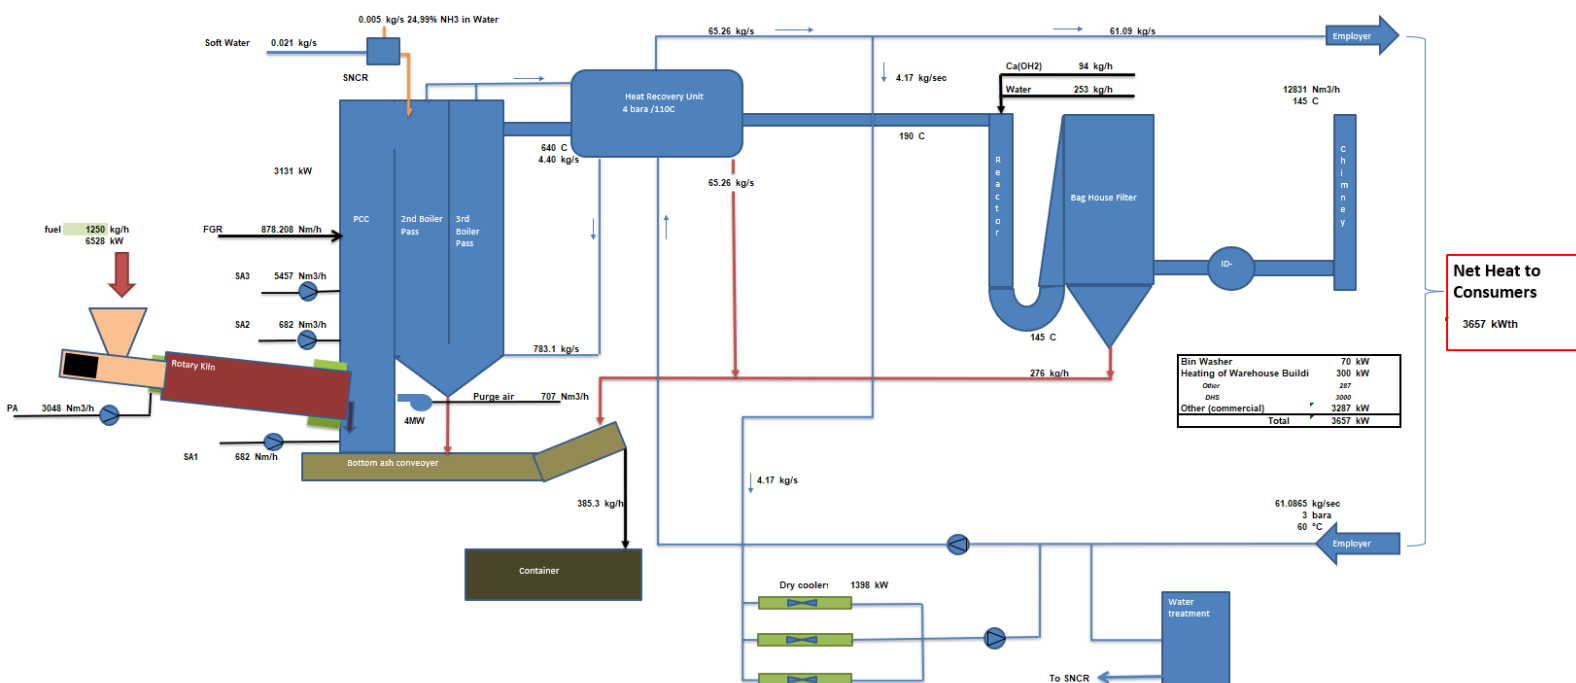 0.005 kg/s 24,99% NH3 in Water
Soft Water 0.021 kg/s
SNCR
65.26 kg/s
61.09 kg/s
Employer
4.17 kg/sec
Ca(OH2) 94 kg/h
Water 253 kg/h
12831 Nm3/h
145 C
Heat Recovery Unit
4 bara /110C
640 C
4.40 kg/s
190 C
65.26 kg/s
3131 kW
PCC
2nd Boiler
Pass
3rd
Boiler
Pass
Reactor
Bag House Filter
Chimney
fuel 1250 kg/h
6528 kW
FGR 878.208 Nm/h
SA3 5457 Nm3/h
SA2 682 Nm3/h
ID-
Net Heat to
Consumers
3657 kWth
783.1 kg/s
145 C
Rotary Kiln
276 kg/h
Bin Washer 70 kW
Heating of Warehouse Buildi 300 kW
Other 287
DHS 3000
Other (commercial) 3287 kW
Total 3657 kW
PA 3048 Nm3/h
Purge air 707 Nm3/h
4MW
SA1 682 Nm/h
Bottom ash conveoyer
385.3 kg/h
4.17 kg/s
61.0865 kg/sec
3 bara
60 °C
Employer
Container
Dry coolers 1398 kW
Water
treatment
To SNCR